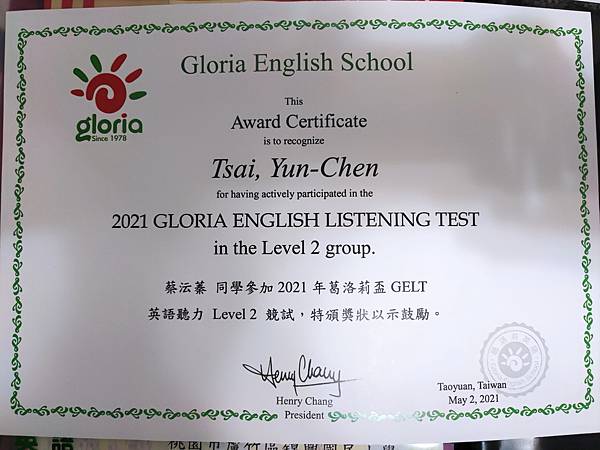 Gloria English School
gloria
Since 1978
This
Award Certificate
is to recognize
Tsai, Yun-Chen
for having actively participated in the
2021 GLORIA ENGLISH LISTENING TEST
in the Level 2 group.
蔡沄蓁 同學參加 2021 年葛洛莉盃 GELT
英語聽力 Level 2 競試，特頒獎狀以示鼓勵。
Henry Chang
Henry Chang
President
Taoyuan, Taiwan
May 2, 2021